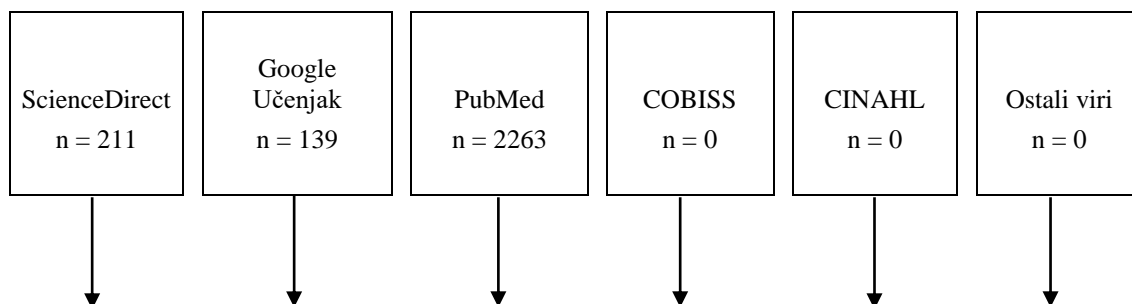 ScienceDirect
n = 211
Google
Učenjak
n = 139
PubMed
n = 2263
COBISS
n = 0
CINAHL
n = 0
Ostali viri
n = 0